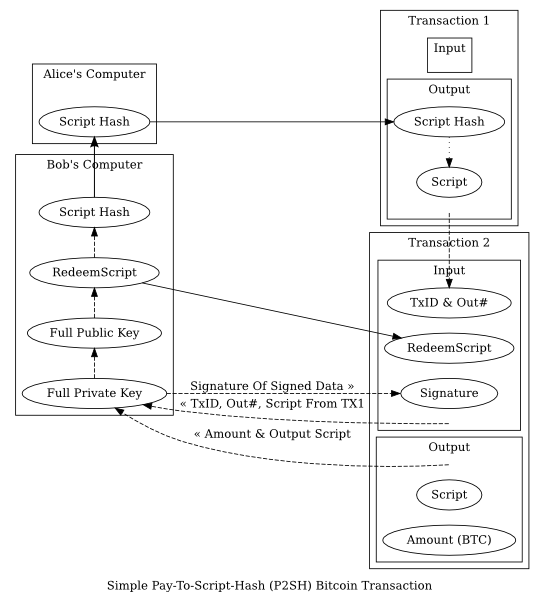 Transaction 1
Input
Output
Script Hash
Script
Alice's Computer
Script Hash
Bob's Computer
Script Hash
RedeemScript
Full Public Key
Full Private Key
Signature Of Signed Data »
« TxID, Out#, Script From TX1
« Amount & Output Script
Transaction 2
Input
TxID & Out#
RedeemScript
Signature
Output
Script
Amount (BTC)
Simple Pay-To-Script-Hash (P2SH) Bitcoin Transaction